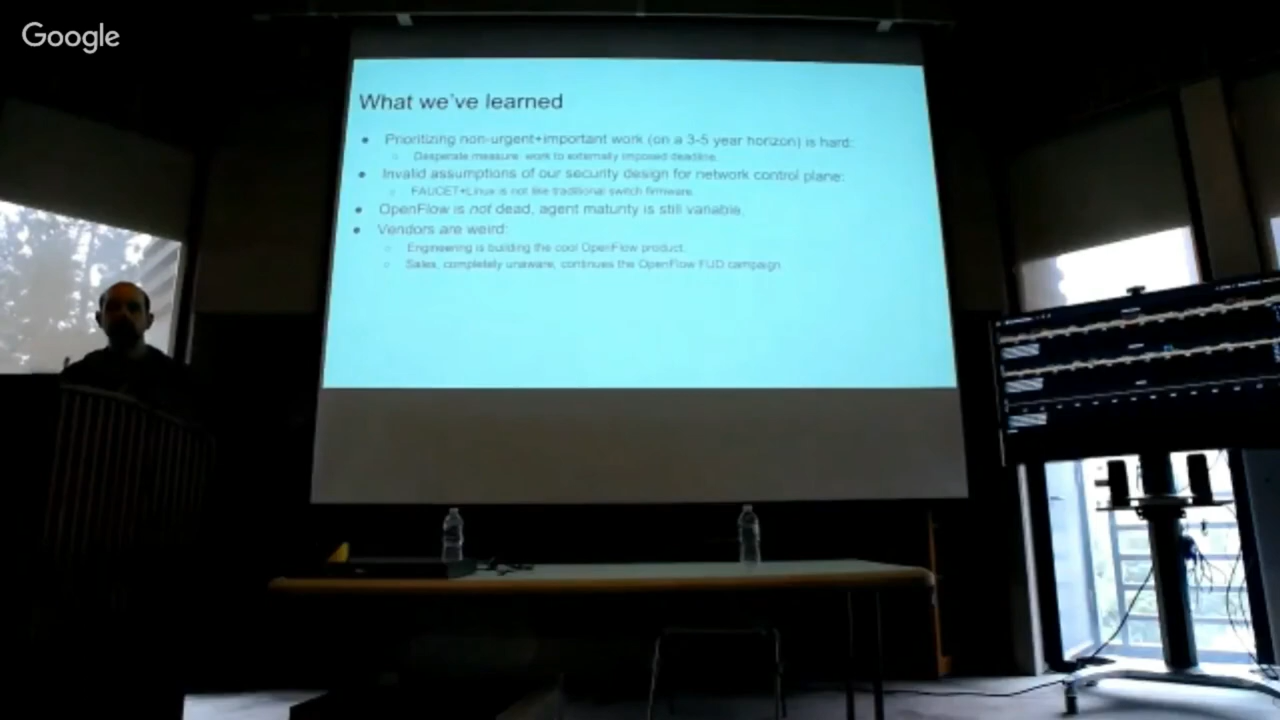 Google
What we've learned
Prioritizing non-urgent+important work (on a 3-5 year horizon) is hard:
Desperate measure: work to externally imposed deadline.
Invalid assumptions of our security design for network control plane:
FAUCET+Linux is not like traditional switch firmware.
OpenFlow is not dead, agent maturity is still variable.
Vendors are weird:
Engineering is building the cool OpenFlow product.
Sales, completely unaware, continues the OpenFlow FUD campaign